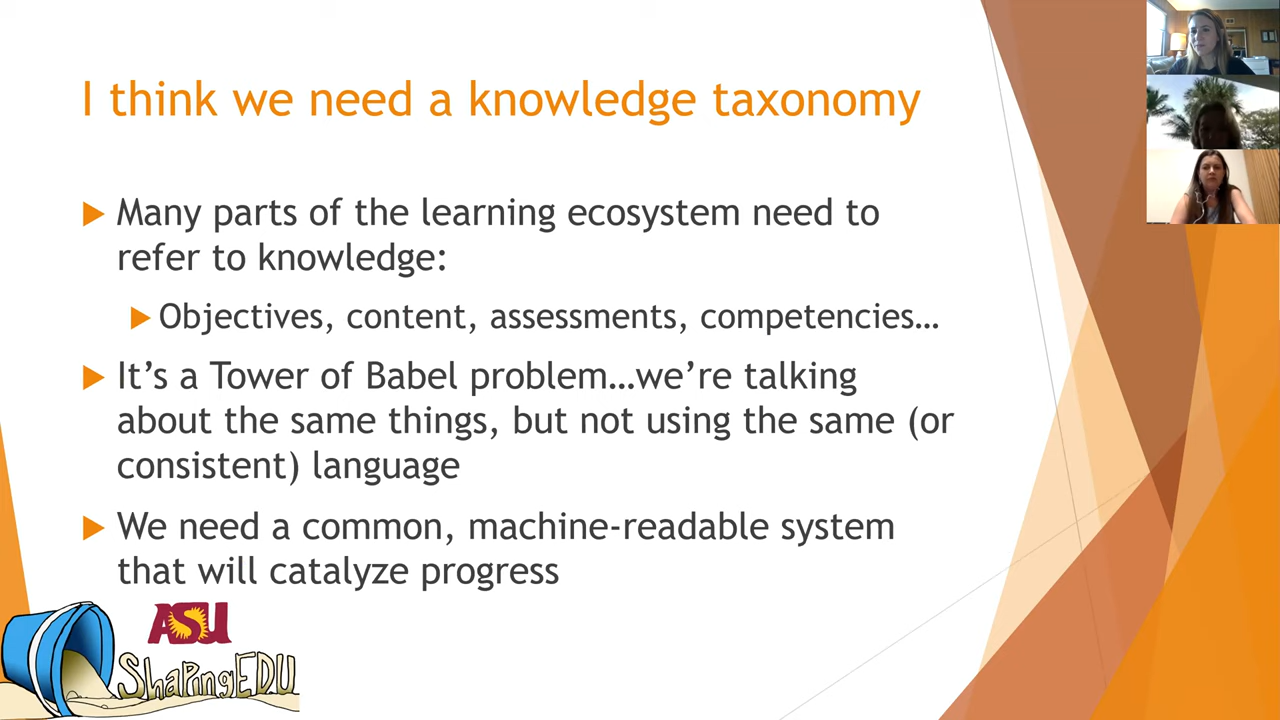 I think we need a knowledge taxonomy
Many parts of the learning ecosystem need to
refer to knowledge:
Objectives, content, assessments, competencies…
It’s a Tower of Babel problem…we’re talking
about the same things, but not using the same (or
consistent) language
We need a common, machine-readable system
that will catalyze progress
ASU
ShapingEDU